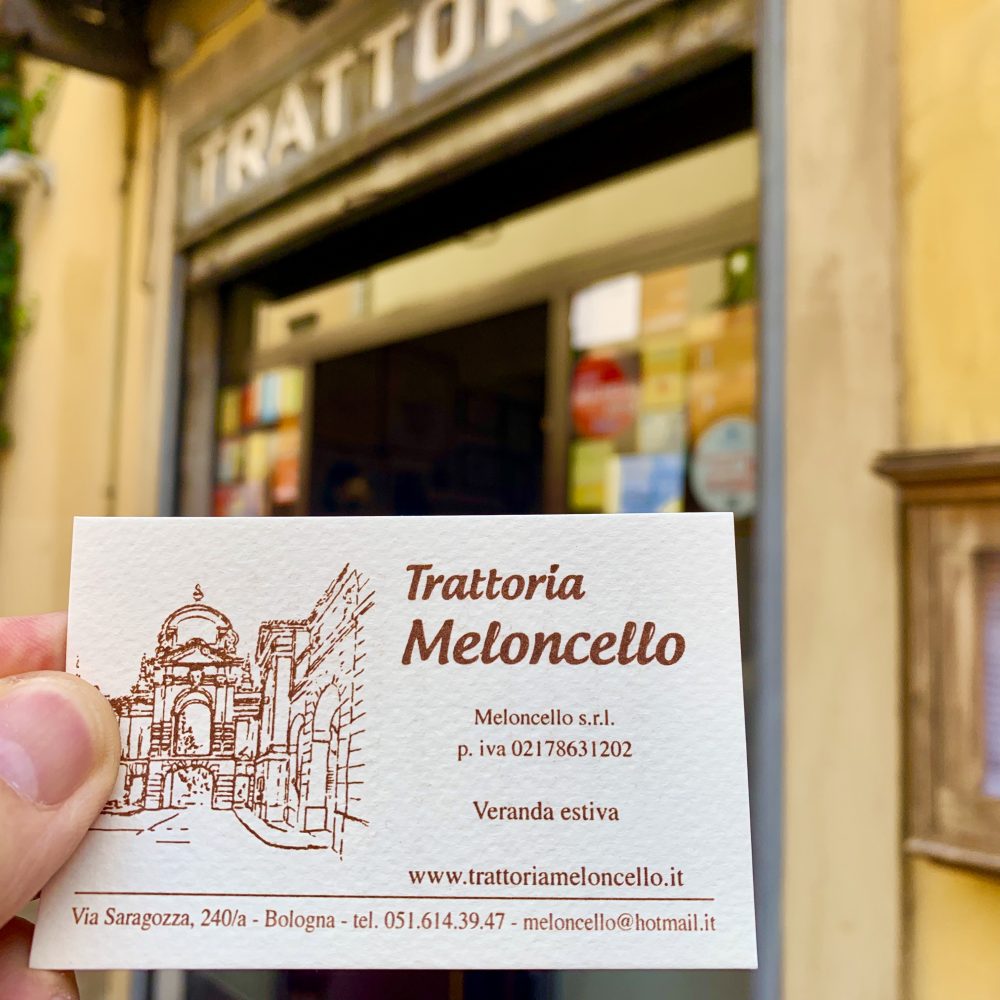 TRATTOR
Trattoria
Meloncello
Meloncello s.r.l.
p. iva 02178631202
Veranda estiva
www.trattoriameloncello.it
Via Saragozza, 240/a - Bologna - tel. 051.614.39.47 - meloncello@hotmail.it